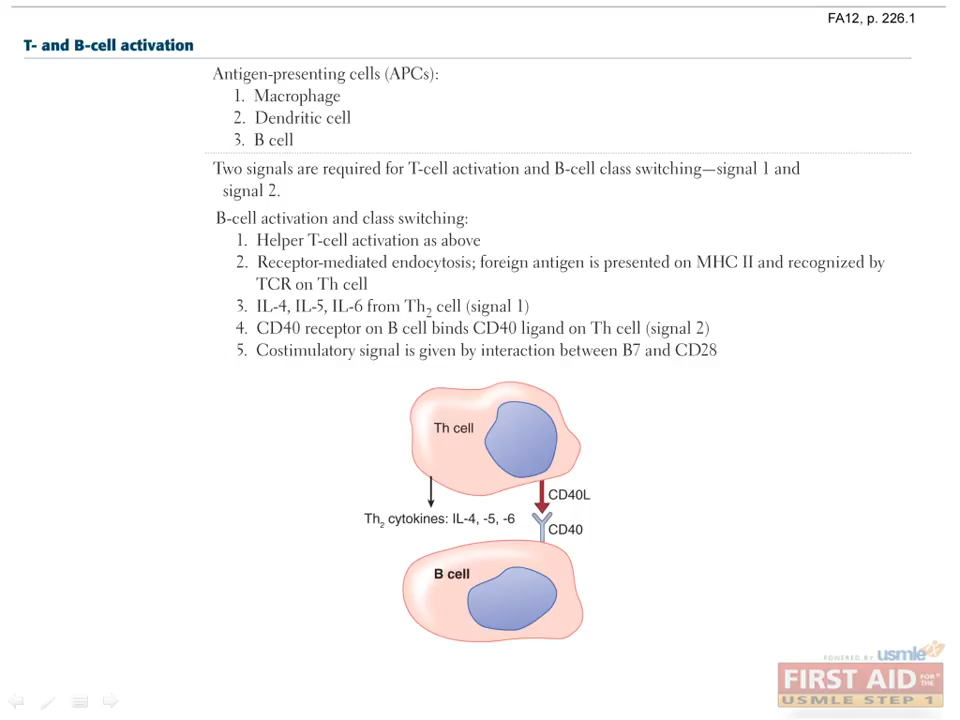 FA12, p. 226.1
T- and B-cell activation
Antigen-presenting cells (APCs):
1. Macrophage
2. Dendritic cell
3. B cell
Two signals are required for T-cell activation and B-cell class switching—signal 1 and
signal 2.
B-cell activation and class switching:
1. Helper T-cell activation as above
2. Receptor-mediated endocytosis; foreign antigen is presented on MHC II and recognized by
TCR on Th cell
3. IL-4, IL-5, IL-6 from Th₂ cell (signal 1)
4. CD40 receptor on B cell binds CD40 ligand on Th cell (signal 2)
5. Costimulatory signal is given by interaction between B7 and CD28
Th cell
CD40L
Th₂ cytokines: IL-4, -5, -6
CD40
B cell
POWERED BY usmle
FIRST AID FOR THE
USMLE STEP 1